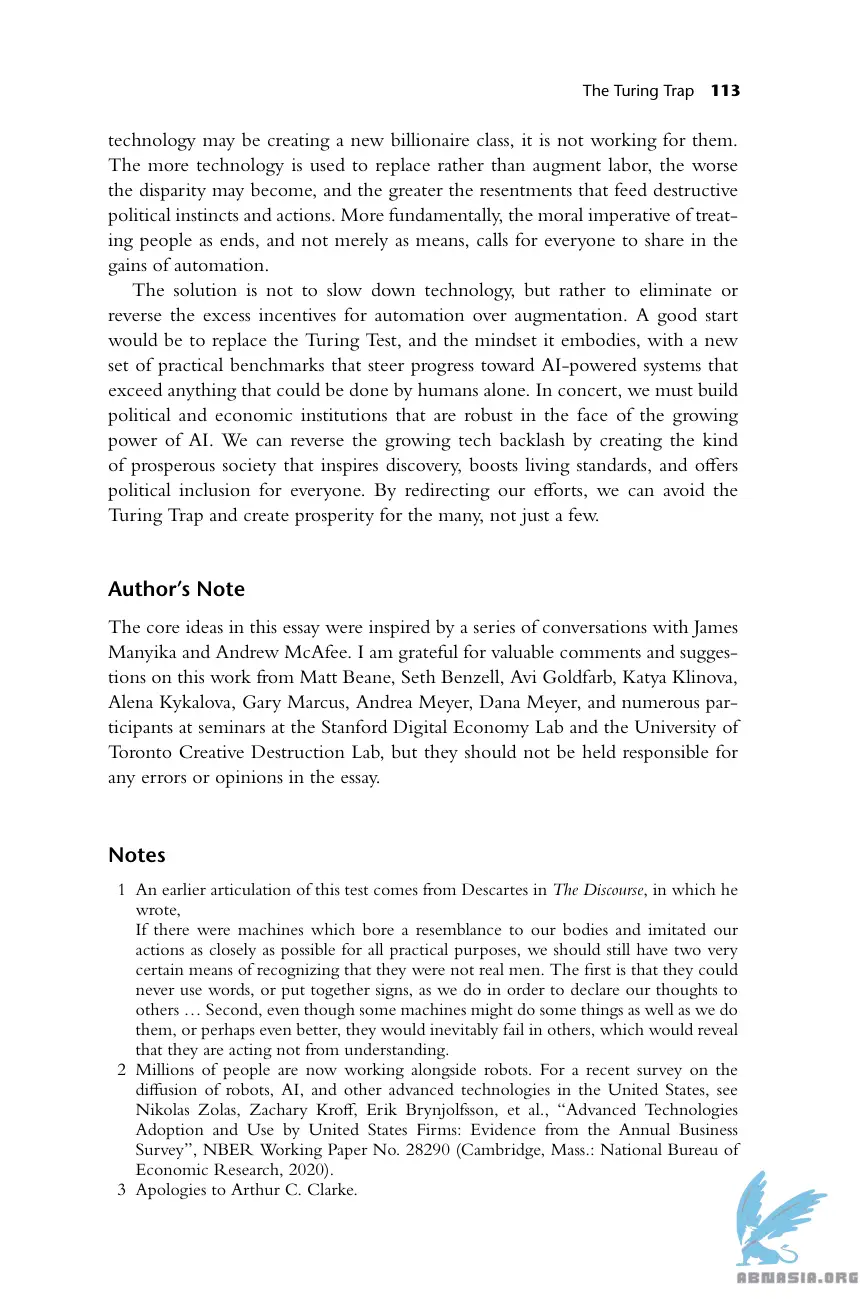 The Turing Trap 113
technology may be creating a new billionaire class, it is not working for them.
The more technology is used to replace rather than augment labor, the worse
the disparity may become, and the greater the resentments that feed destructive
political instincts and actions. More fundamentally, the moral imperative of treat-
ing people as ends, and not merely as means, calls for everyone to share in the
gains of automation.
The solution is not to slow down technology, but rather to eliminate or
reverse the excess incentives for automation over augmentation. A good start
would be to replace the Turing Test, and the mindset it embodies, with a new
set of practical benchmarks that steer progress toward AI-powered systems that
exceed anything that could be done by humans alone. In concert, we must build
political and economic institutions that are robust in the face of the growing
power of AI. We can reverse the growing tech backlash by creating the kind
of prosperous society that inspires discovery, boosts living standards, and offers
political inclusion for everyone. By redirecting our efforts, we can avoid the
Turing Trap and create prosperity for the many, not just a few.
Author's Note
The core ideas in this essay were inspired by a series of conversations with James
Manyika and Andrew McAfee. I am grateful for valuable comments and sugges-
tions on this work from Matt Beane, Seth Benzell, Avi Goldfarb, Katya Klinova,
Alena Kykalova, Gary Marcus, Andrea Meyer, Dana Meyer, and numerous par-
ticipants at seminars at the Stanford Digital Economy Lab and the University of
Toronto Creative Destruction Lab, but they should not be held responsible for
any errors or opinions in the essay.
Notes
1 An earlier articulation of this test comes from Descartes in The Discourse, in which he
wrote,
If there were machines which bore a resemblance to our bodies and imitated our
actions as closely as possible for all practical purposes, we should still have two very
certain means of recognizing that they were not real men. The first is that they could
never use words, or put together signs, as we do in order to declare our thoughts to
others … Second, even though some machines might do some things as well as we do
them, or perhaps even better, they would inevitably fail in others, which would reveal
that they are acting not from understanding.
2 Millions of people are now working alongside robots. For a recent survey on the
diffusion of robots, AI, and other advanced technologies in the United States, see
Nikolas Zolas, Zachary Kroff, Erik Brynjolfsson, et al., “Advanced Technologies
Adoption and Use by United States Firms: Evidence from the Annual Business
Survey”, NBER Working Paper No. 28290 (Cambridge, Mass.: National Bureau of
Economic Research, 2020).
3 Apologies to Arthur C. Clarke.
ABNASIA.ORG